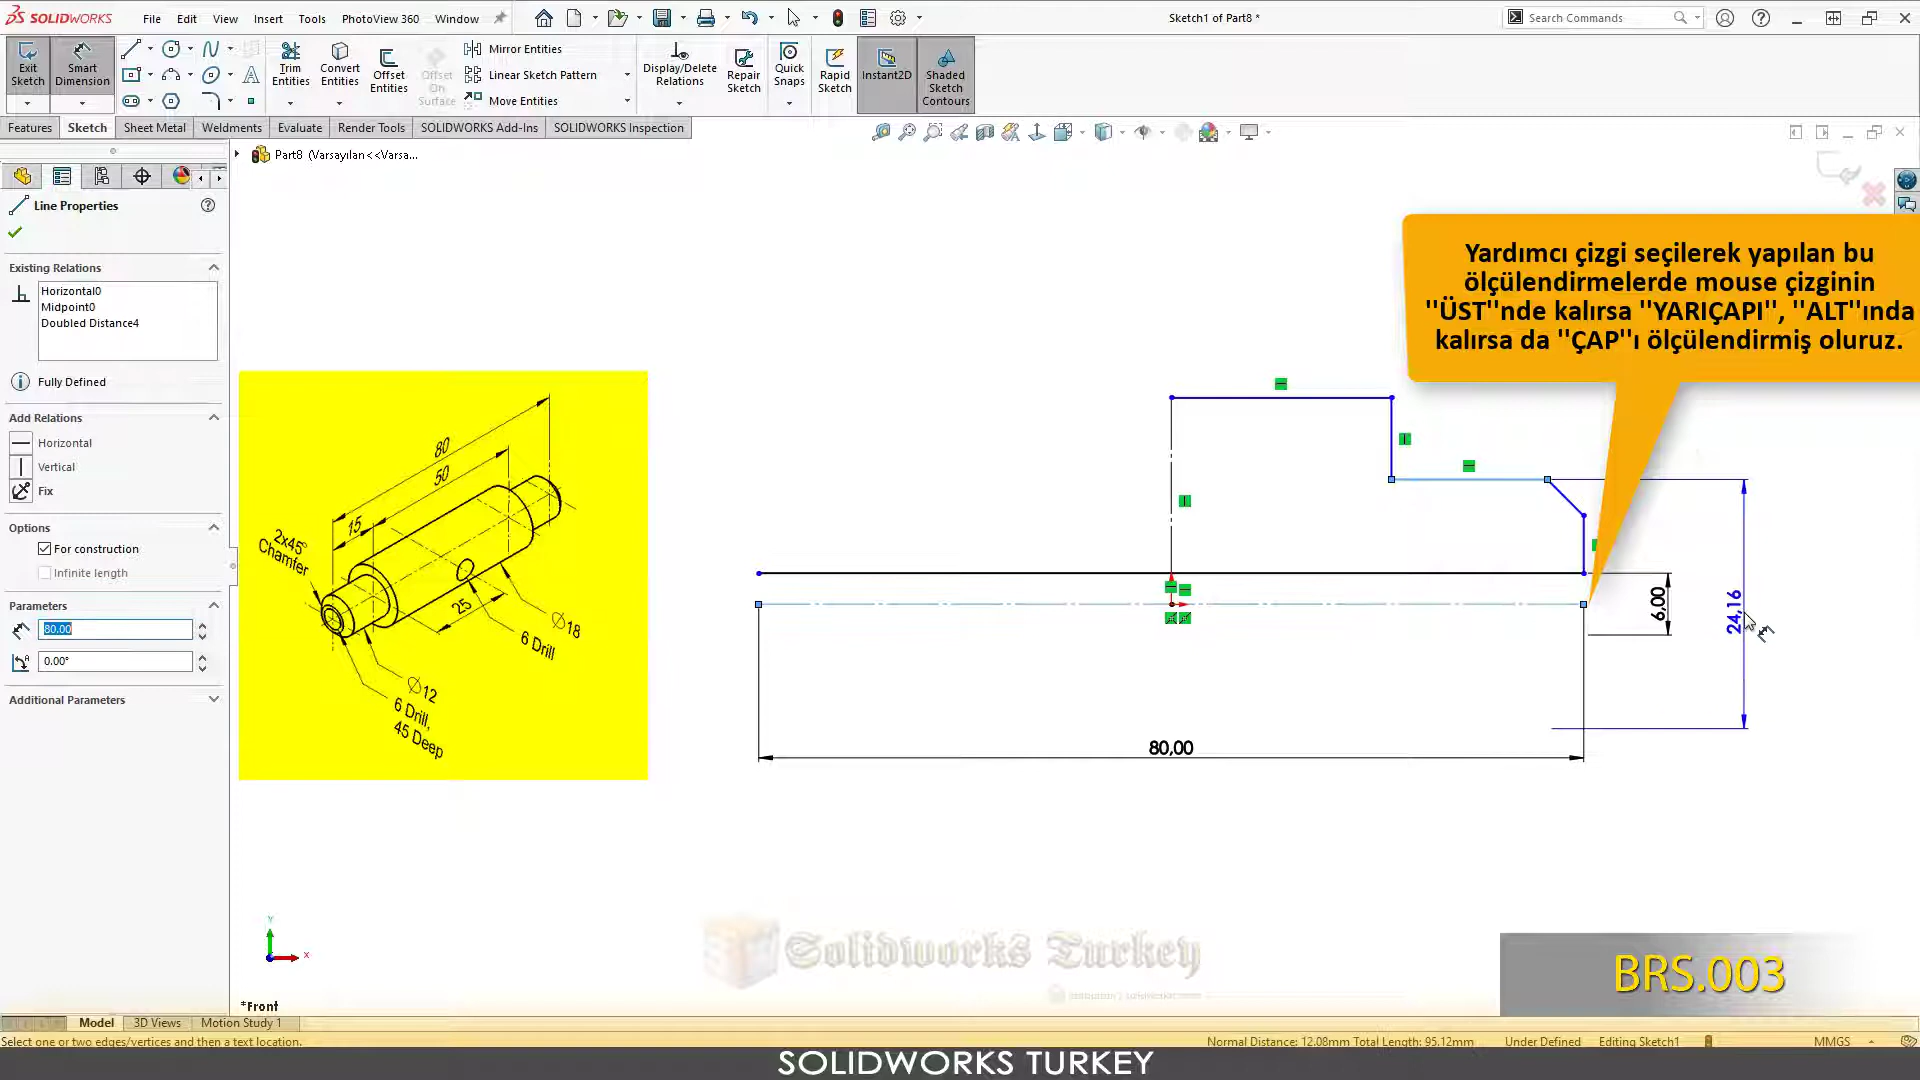 SOLIDWORKS
File Edit View Insert Tools PhotoView 360 Window
Sketch1 of Part8 *
Search Commands
Exit Sketch
Smart Dimension
Trim Entities
Convert Entities
Offset Entities
Offset On Surface
Mirror Entities
Linear Sketch Pattern
Move Entities
Display/Delete Relations
Repair Sketch
Quick Snaps
Rapid Sketch
Instant2D
Shaded Sketch Contours
Features Sketch Sheet Metal Weldments Evaluate Render Tools SOLIDWORKS Add-Ins SOLIDWORKS Inspection
Part8 (Varsayılan<<Varsa...
Line Properties
Existing Relations
Horizontal0
Midpoint0
Doubled Distance4
Fully Defined
Add Relations
Horizontal
Vertical
Fix
Options
For construction
Infinite length
Parameters
80.00
0.00°
Additional Parameters
80
50
15
2x45°
Chamfer
25
Ø18
6 Drill
Ø12
6 Drill,
45 Deep
Yardımcı çizgi seçilerek yapılan bu
ölçülendirmelerde mouse çizginin
"ÜST"nde kalırsa "YARIÇAPI", "ALT"ında
kalırsa da "ÇAP"ı ölçülendirmiş oluruz.
6,00
24,16
80,00
Y
X
*Front
Solidworks Turkey
BRS.003
Model 3D Views Motion Study 1
Select one or two edges/vertices and then a text location.
Normal Distance: 12.08mm Total Length: 95.12mm Under Defined Editing Sketch1 MMGS
SOLIDWORKS TURKEY